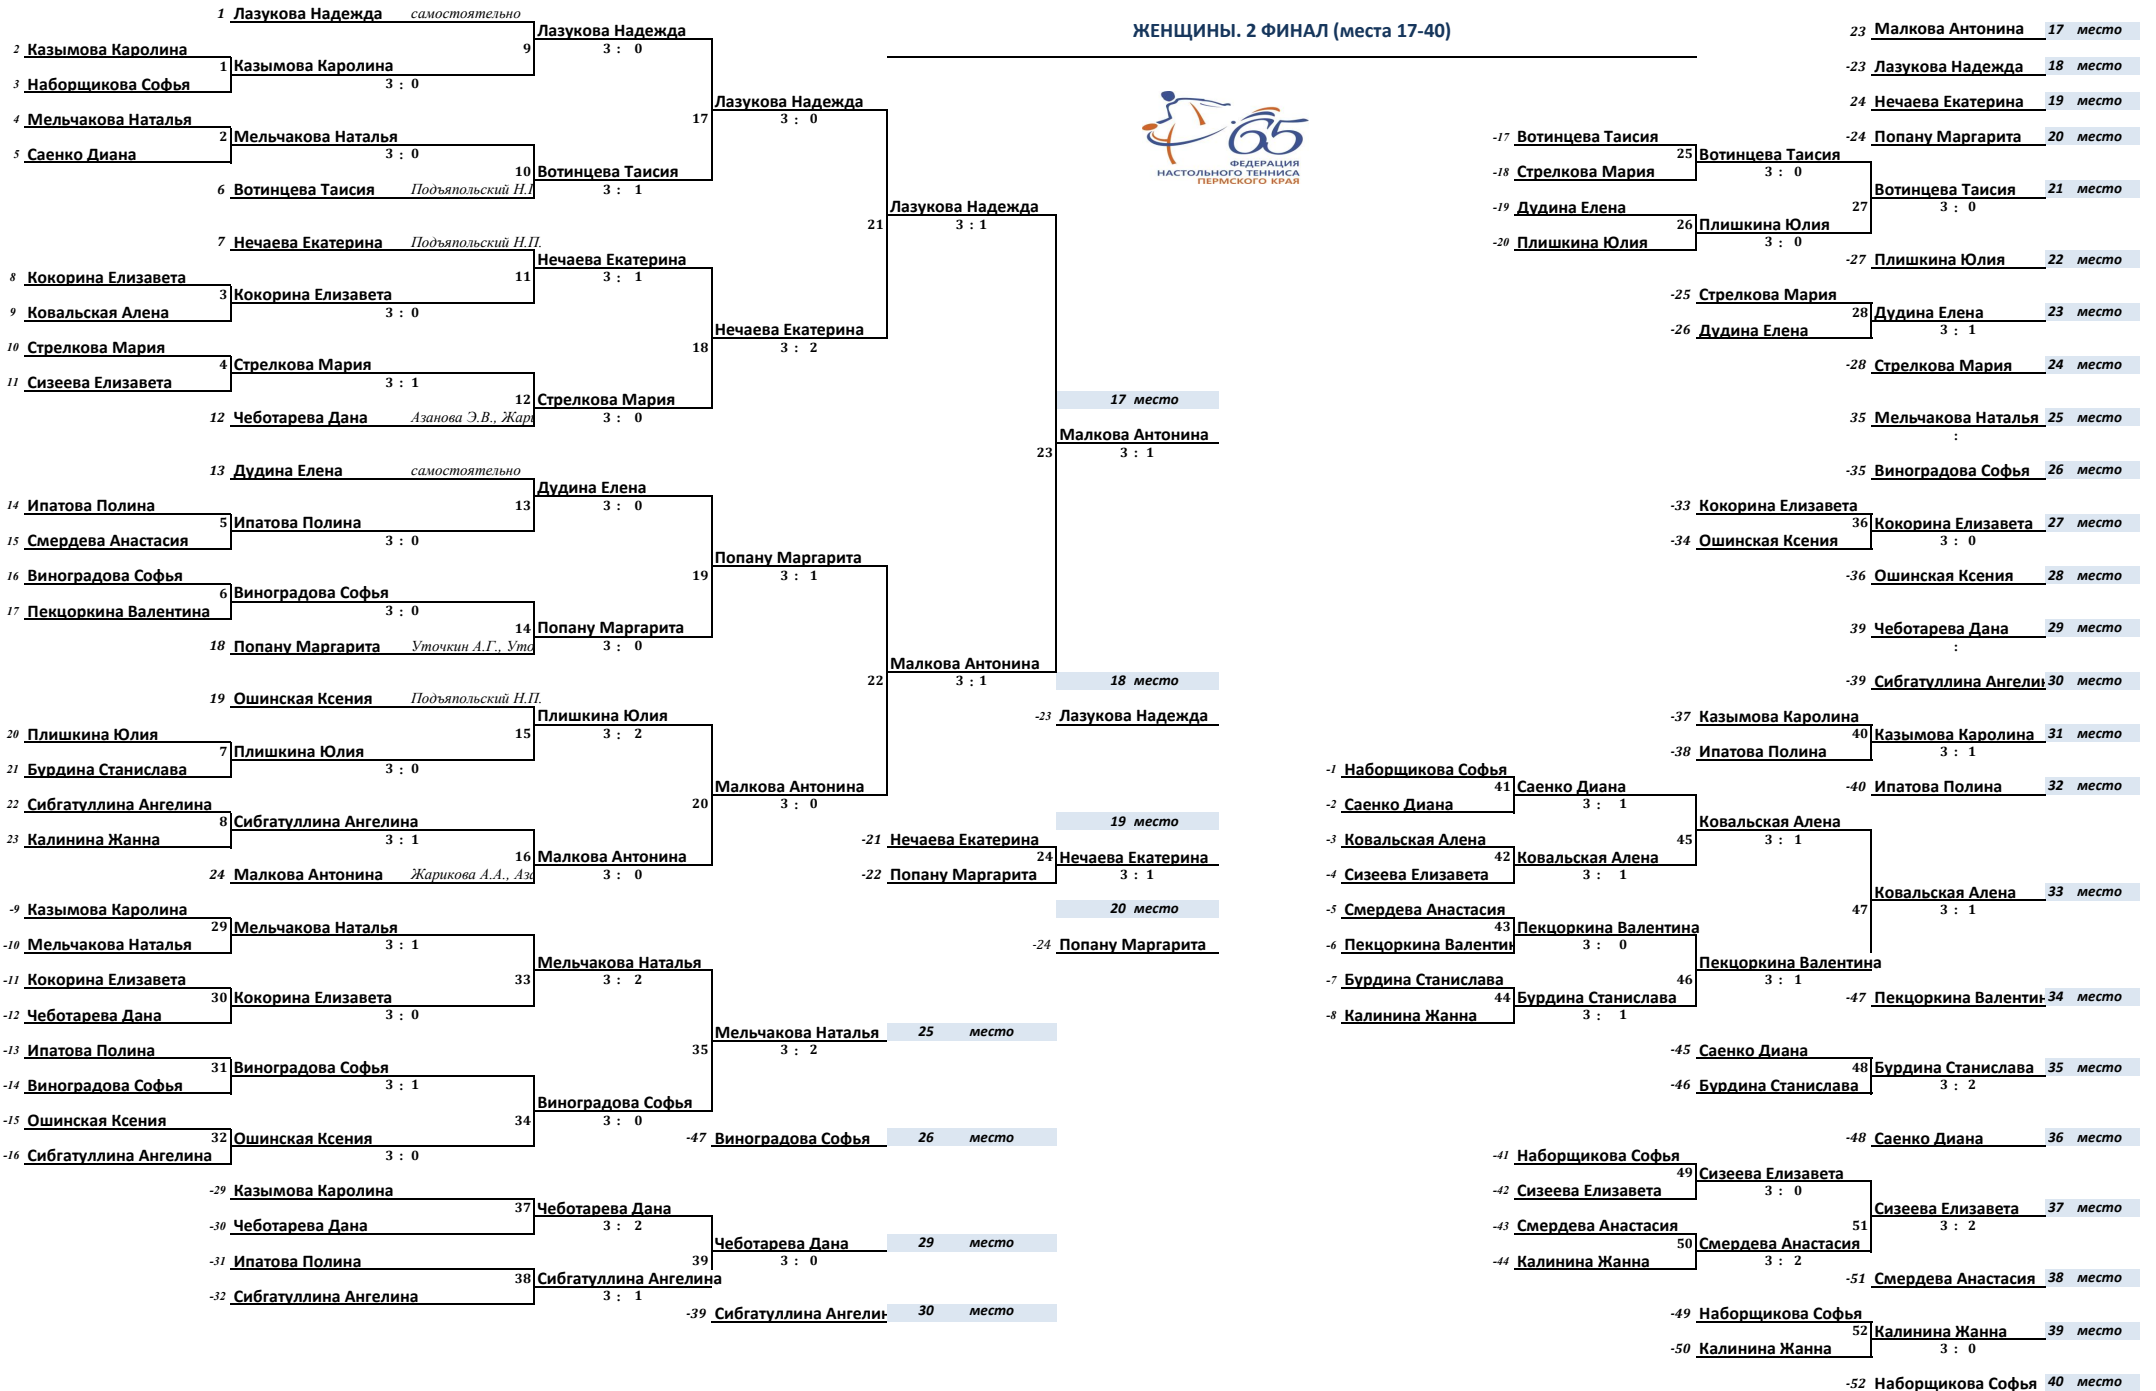 ЖЕНЩИНЫ. 2 ФИНАЛ (места 17-40)
65
ФЕДЕРАЦИЯ
НАСТОЛЬНОГО ТЕННИСА
ПЕРМСКОГО КРАЯ
1 Лазукова Надежда самостоятельно
Лазукова Надежда
2 Казымова Каролина
9
3 : 0
1 Казымова Каролина
3 Наборщикова Софья
3 : 0
Лазукова Надежда
4 Мельчакова Наталья
17
3 : 0
2 Мельчакова Наталья
5 Саенко Диана
3 : 0
10 Вотинцева Таисия
6 Вотинцева Таисия Подъяпольский Н.П
3 : 1
Лазукова Надежда
21
3 : 1
7 Нечаева Екатерина Подъяпольский Н.П.
Нечаева Екатерина
8 Кокорина Елизавета
11
3 : 1
3 Кокорина Елизавета
9 Ковальская Алена
3 : 0
Нечаева Екатерина
10 Стрелкова Мария
18
3 : 2
4 Стрелкова Мария
11 Сизеева Елизавета
3 : 1
12 Стрелкова Мария
12 Чеботарева Дана Азанова Э.В., Жар
3 : 0
17 место
Малкова Антонина
23
3 : 1
13 Дудина Елена самостоятельно
Дудина Елена
14 Ипатова Полина
13
3 : 0
5 Ипатова Полина
15 Смердева Анастасия
3 : 0
Попану Маргарита
16 Виноградова Софья
19
3 : 1
6 Виноградова Софья
17 Пекцоркина Валентина
3 : 0
14 Попану Маргарита
18 Попану Маргарита Уточкин А.Г., Уто
3 : 0
Малкова Антонина
22
3 : 1
18 место
-23 Лазукова Надежда
19 Ошинская Ксения Подъяпольский Н.П.
Плишкина Юлия
20 Плишкина Юлия
15
3 : 2
7 Плишкина Юлия
21 Бурдина Станислава
3 : 0
Малкова Антонина
22 Сибгатуллина Ангелина
20
3 : 0
8 Сибгатуллина Ангелина
23 Калинина Жанна
3 : 1
16 Малкова Антонина
24 Малкова Антонина Жарикова А.А., Аза
3 : 0
19 место
-21 Нечаева Екатерина
24 Нечаева Екатерина
-22 Попану Маргарита
3 : 1
20 место
-24 Попану Маргарита
-9 Казымова Каролина
29 Мельчакова Наталья
-10 Мельчакова Наталья
3 : 1
Мельчакова Наталья
-11 Кокорина Елизавета
33
3 : 2
30 Кокорина Елизавета
-12 Чеботарева Дана
3 : 0
Мельчакова Наталья 25 место
-13 Ипатова Полина
35
3 : 2
31 Виноградова Софья
-14 Виноградова Софья
3 : 1
Виноградова Софья
-15 Ошинская Ксения
34
3 : 0
32 Ошинская Ксения
-16 Сибгатуллина Ангелина
3 : 0
-47 Виноградова Софья 26 место
-29 Казымова Каролина
37 Чеботарева Дана
-30 Чеботарева Дана
3 : 2
Чеботарева Дана 29 место
-31 Ипатова Полина
39
3 : 0
38 Сибгатуллина Ангелина
-32 Сибгатуллина Ангелина
3 : 1
-39 Сибгатуллина Ангелин 30 место
23 Малкова Антонина 17 место
-23 Лазукова Надежда 18 место
24 Нечаева Екатерина 19 место
-24 Попану Маргарита 20 место
-17 Вотинцева Таисия
25 Вотинцева Таисия
-18 Стрелкова Мария
3 : 0
Вотинцева Таисия 21 место
-19 Дудина Елена
27
3 : 0
26 Плишкина Юлия
-20 Плишкина Юлия
3 : 0
-27 Плишкина Юлия 22 место
-25 Стрелкова Мария
28 Дудина Елена 23 место
-26 Дудина Елена
3 : 1
-28 Стрелкова Мария 24 место
35 Мельчакова Наталья 25 место
:
-35 Виноградова Софья 26 место
-33 Кокорина Елизавета
36 Кокорина Елизавета 27 место
-34 Ошинская Ксения
3 : 0
-36 Ошинская Ксения 28 место
39 Чеботарева Дана 29 место
:
-39 Сибгатуллина Ангелин 30 место
-37 Казымова Каролина
40 Казымова Каролина 31 место
-38 Ипатова Полина
3 : 1
-40 Ипатова Полина 32 место
-1 Наборщикова Софья
41 Саенко Диана
-2 Саенко Диана
3 : 1
Ковальская Алена
-3 Ковальская Алена
45
3 : 1
42 Ковальская Алена
-4 Сизеева Елизавета
3 : 1
Ковальская Алена 33 место
-5 Смердева Анастасия
47
3 : 1
43 Пекцоркина Валентина
-6 Пекцоркина Валентин
3 : 0
Пекцоркина Валентина
-7 Бурдина Станислава
46
3 : 1
44 Бурдина Станислава
-47 Пекцоркина Валентин 34 место
-8 Калинина Жанна
3 : 1
-45 Саенко Диана
48 Бурдина Станислава 35 место
-46 Бурдина Станислава
3 : 2
-48 Саенко Диана 36 место
-41 Наборщикова Софья
49 Сизеева Елизавета
-42 Сизеева Елизавета
3 : 0
Сизеева Елизавета 37 место
-43 Смердева Анастасия
51
3 : 2
50 Смердева Анастасия
-44 Калинина Жанна
3 : 2
-51 Смердева Анастасия 38 место
-49 Наборщикова Софья
52 Калинина Жанна 39 место
-50 Калинина Жанна
3 : 0
-52 Наборщикова Софья 40 место